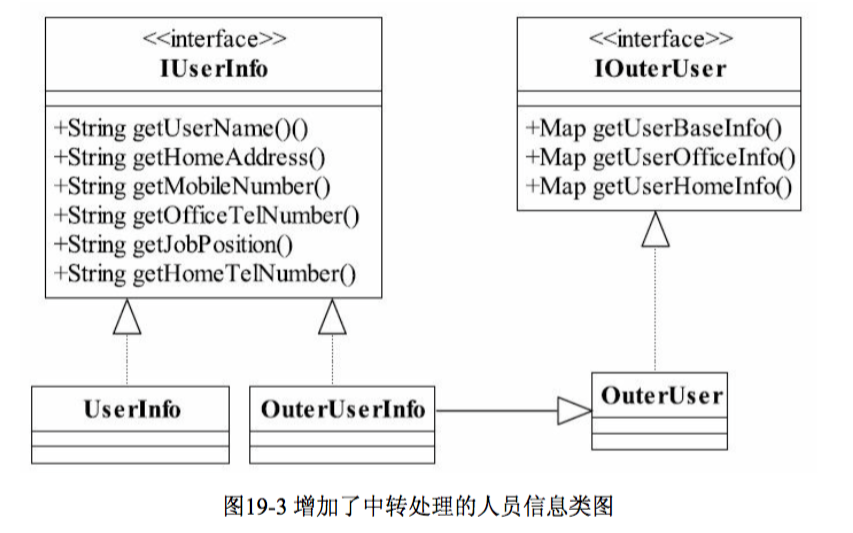 <<interface>>
IUserInfo
+String getUserName()()
+String getHomeAddress()
+String getMobileNumber()
+String getOfficeTelNumber()
+String getJobPosition()
+String getHomeTelNumber()
<<interface>>
IOuterUser
+Map getUserBaseInfo()
+Map getUserOfficeInfo()
+Map getUserHomeInfo()
UserInfo
OuterUserInfo
OuterUser
图19-3 增加了中转处理的人员信息类图